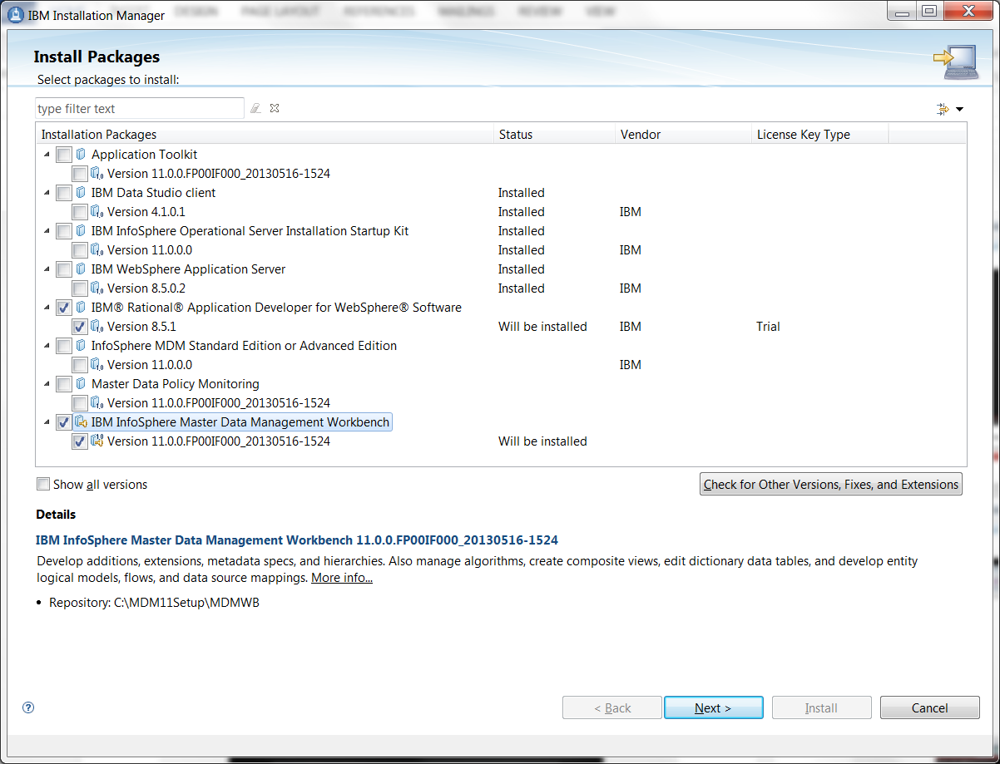 DESIGN PAGE LAYOUT REFERENCES MAILINGS REVIEW VIEW
IBM Installation Manager
Install Packages
Select packages to install:
type filter text
Installation Packages Status Vendor License Key Type
Application Toolkit
Version 11.0.0.FP00IF000_20130516-1524
IBM Data Studio client Installed
Version 4.1.0.1 Installed IBM
IBM InfoSphere Operational Server Installation Startup Kit Installed
Version 11.0.0.0 Installed IBM
IBM WebSphere Application Server Installed
Version 8.5.0.2 Installed IBM
IBM® Rational® Application Developer for WebSphere® Software
Version 8.5.1 Will be installed IBM Trial
InfoSphere MDM Standard Edition or Advanced Edition
Version 11.0.0.0 IBM
Master Data Policy Monitoring
Version 11.0.0.FP00IF000_20130516-1524
IBM InfoSphere Master Data Management Workbench
Version 11.0.0.FP00IF000_20130516-1524 Will be installed
Show all versions Check for Other Versions, Fixes, and Extensions
Details
IBM InfoSphere Master Data Management Workbench 11.0.0.FP00IF000_20130516-1524
Develop additions, extensions, metadata specs, and hierarchies. Also manage algorithms, create composite views, edit dictionary data tables, and develop entity
logical models, flows, and data source mappings. More info...
• Repository: C:\MDM11Setup\MDMWB
? < Back Next > Install Cancel